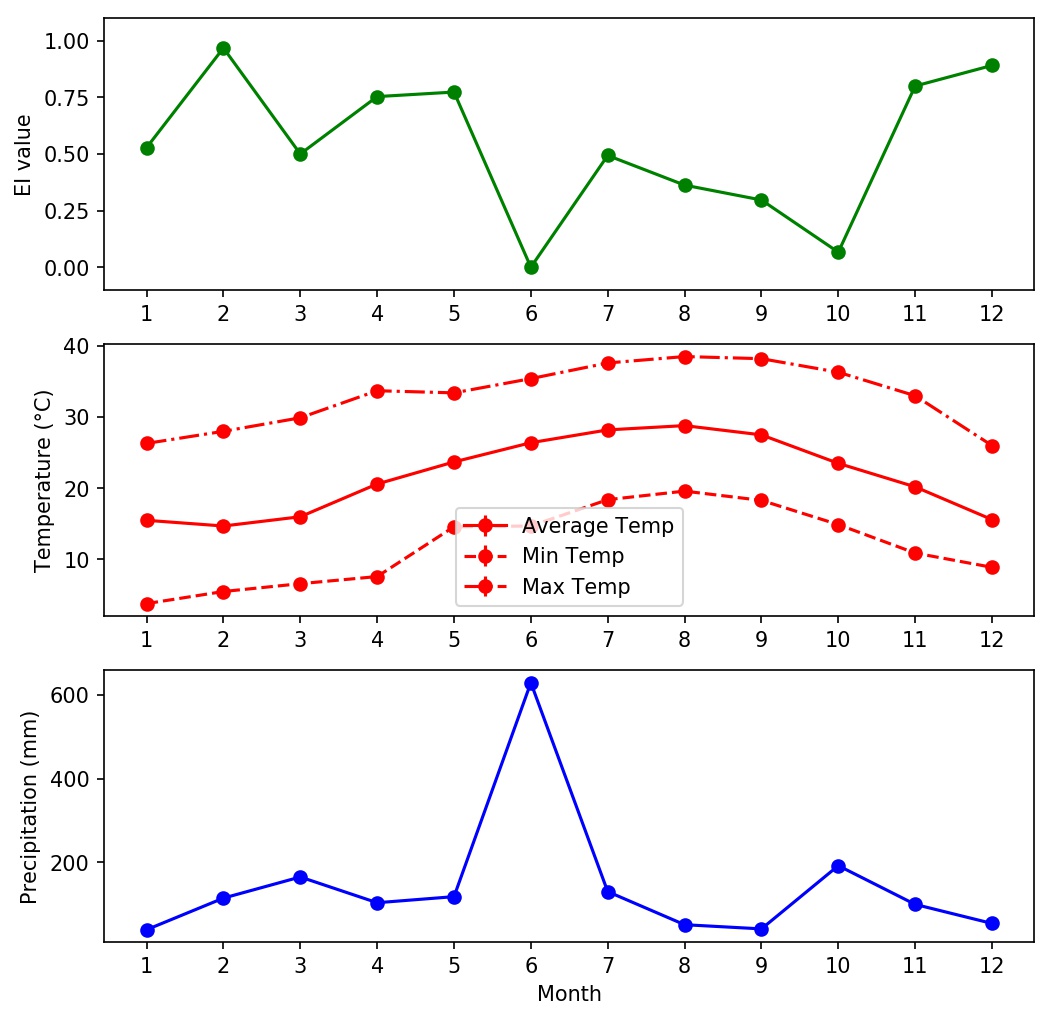 EI value
1.00
0.75
0.50
0.25
0.00
1 2 3 4 5 6 7 8 9 10 11 12
Temperature (°C)
40
30
20
10
Average Temp
Min Temp
Max Temp
1 2 3 4 5 6 7 8 9 10 11 12
Precipitation (mm)
600
400
200
1 2 3 4 5 6 7 8 9 10 11 12
Month